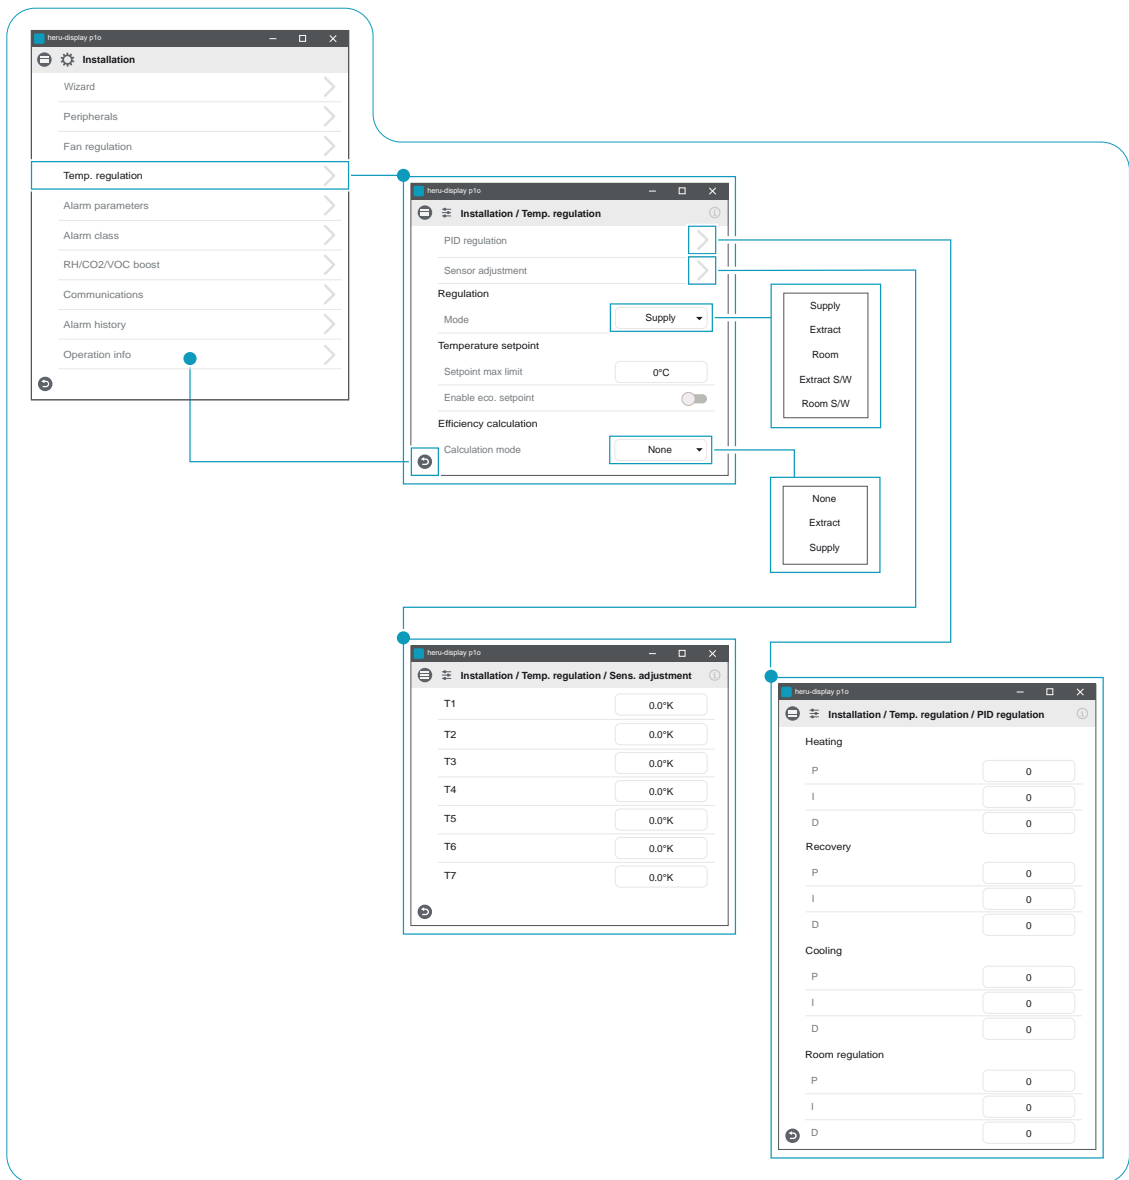 heru-display p1o
Installation
Wizard
Peripherals
Fan regulation
Temp. regulation
Alarm parameters
Alarm class
RH/CO2/VOC boost
Communications
Alarm history
Operation info
heru-display p1o
Installation / Temp. regulation
PID regulation
Sensor adjustment
Regulation
Mode Supply
Temperature setpoint
Setpoint max limit 0°C
Enable eco. setpoint
Efficiency calculation
Calculation mode None
Supply
Extract
Room
Extract S/W
Room S/W
None
Extract
Supply
heru-display p1o
Installation / Temp. regulation / Sens. adjustment
T1 0.0°K
T2 0.0°K
T3 0.0°K
T4 0.0°K
T5 0.0°K
T6 0.0°K
T7 0.0°K
heru-display p1o
Installation / Temp. regulation / PID regulation
Heating
P 0
I 0
D 0
Recovery
P 0
I 0
D 0
Cooling
P 0
I 0
D 0
Room regulation
P 0
I 0
D 0